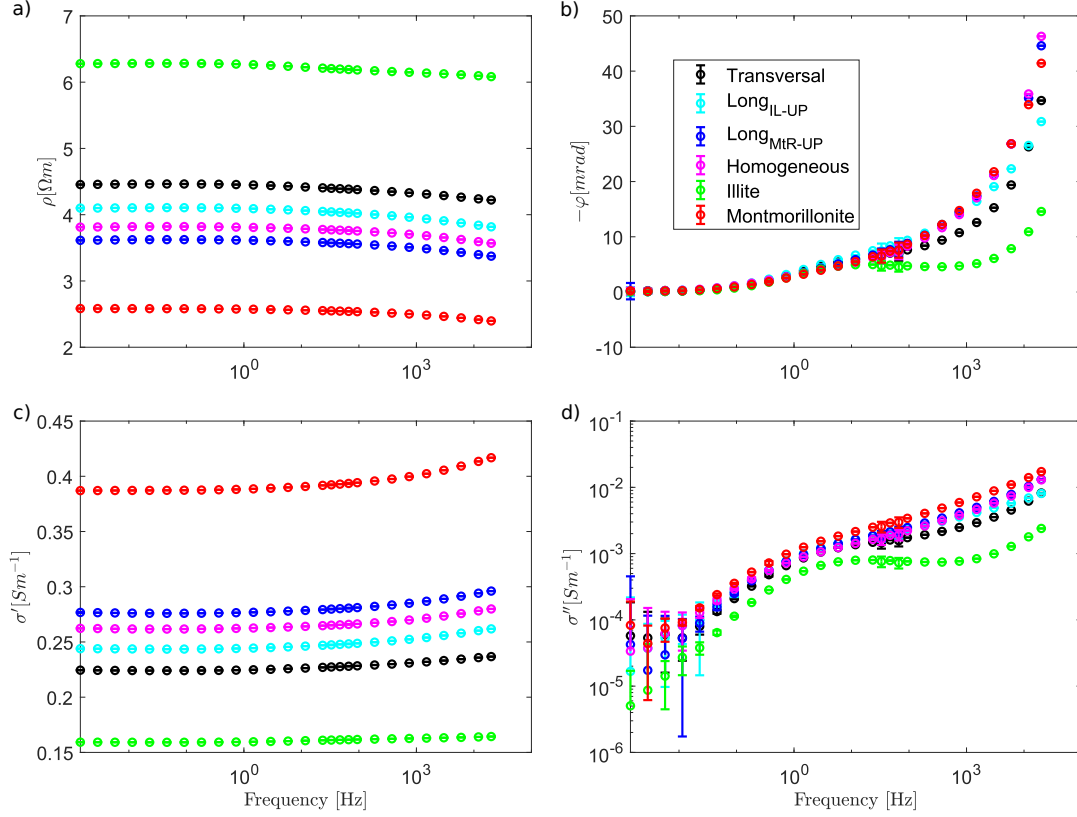 a)
7
6
5
4
3
2
ρ[Ωm]
10^0
10^3
b)
50
40
30
20
10
0
-10
−φ[mrad]
Transversal
Long_IL-UP
Long_MtR-UP
Homogeneous
Illite
Montmorillonite
10^0
10^3
c)
0.45
0.4
0.3
0.25
0.2
0.15
σ′[Sm^−1]
10^0
10^3
Frequency [Hz]
d)
10^-1
10^-2
10^-3
10^-4
10^-5
10^-6
σ″[Sm^−1]
10^0
10^3
Frequency [Hz]